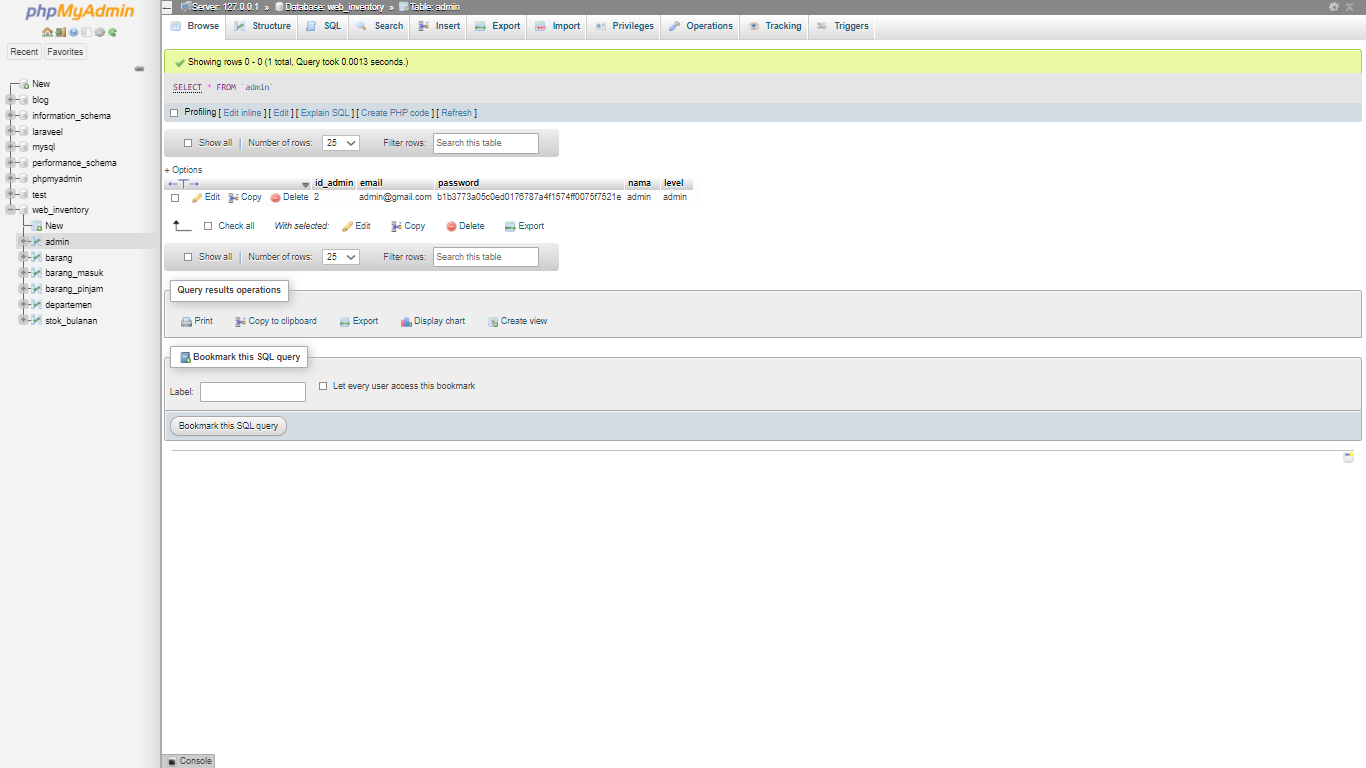 phpMyAdmin
Recent Favorites
New
blog
information_schema
laraveel
mysql
performance_schema
phpmyadmin
test
web_inventory
New
admin
barang
barang_masuk
barang_pinjam
departemen
stok_bulanan
Server: 127.0.0.1 » Database: web_inventory » Table: admin
Browse Structure SQL Search Insert Export Import Privileges Operations Tracking Triggers
Showing rows 0 - 0 (1 total, Query took 0.0013 seconds.)
SELECT * FROM `admin`
Profiling [ Edit inline ] [ Edit ] [ Explain SQL ] [ Create PHP code ] [ Refresh ]
Show all Number of rows: 25 Filter rows: Search this table
+ Options
id_admin email password nama level
Edit Copy Delete 2 admin@gmail.com b1b3773a05c0ed0176787a4f1574ff0075f7521e admin admin
Check all With selected: Edit Copy Delete Export
Show all Number of rows: 25 Filter rows: Search this table
Query results operations
Print Copy to clipboard Export Display chart Create view
Bookmark this SQL query
Label: Let every user access this bookmark
Bookmark this SQL query
Console